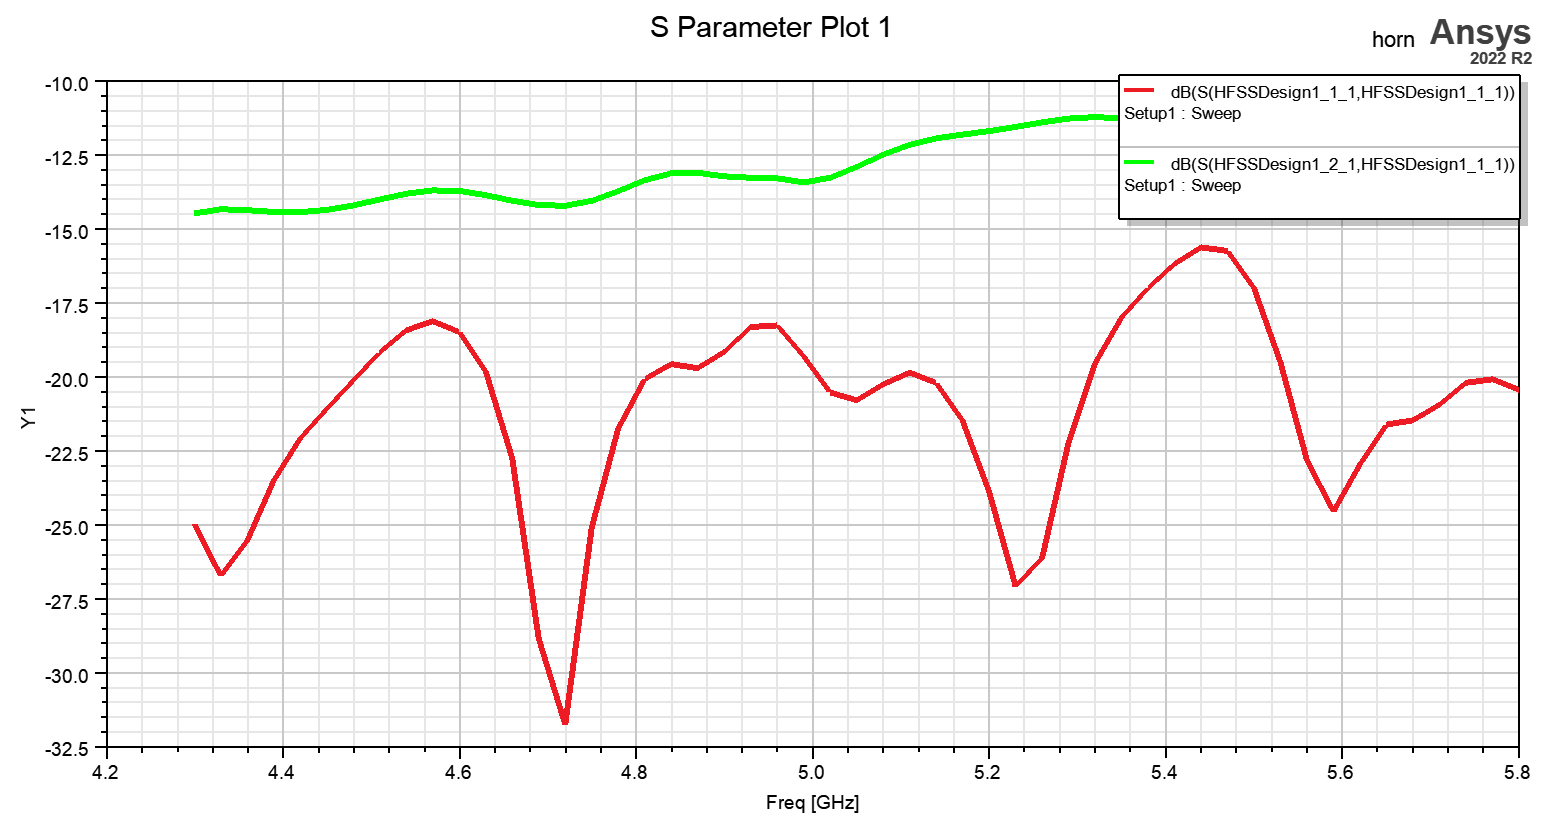 S Parameter Plot 1
horn Ansys
2022 R2
dB(S(HFSSDesign1_1_1,HFSSDesign1_1_1))
Setup1 : Sweep
dB(S(HFSSDesign1_2_1,HFSSDesign1_1_1))
Setup1 : Sweep
-10.0
-12.5
-15.0
-17.5
-20.0
-22.5
-25.0
-27.5
-30.0
-32.5
Y1
4.2 4.4 4.6 4.8 5.0 5.2 5.4 5.6 5.8
Freq [GHz]